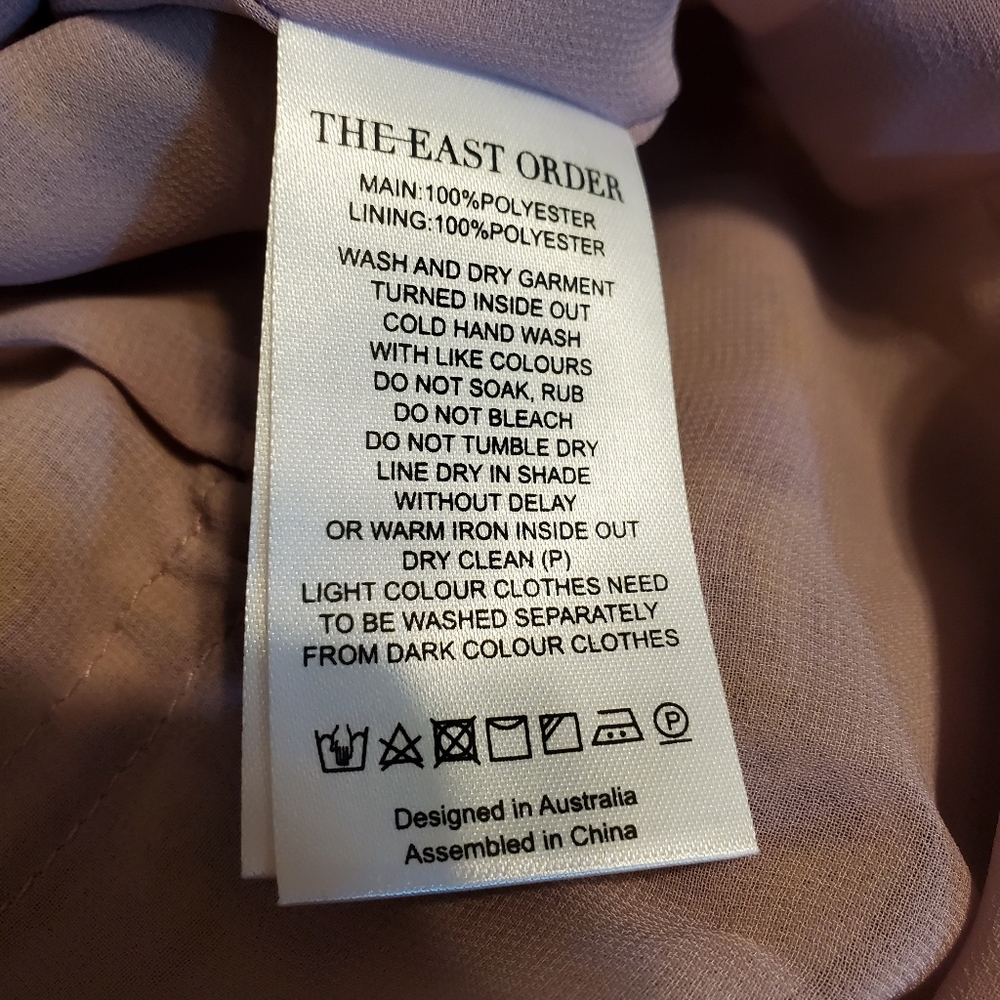 THE EAST ORDER
MAIN:100%POLYESTER
LINING:100%POLYESTER
WASH AND DRY GARMENT
TURNED INSIDE OUT
COLD HAND WASH
WITH LIKE COLOURS
DO NOT SOAK, RUB
DO NOT BLEACH
DO NOT TUMBLE DRY
LINE DRY IN SHADE
WITHOUT DELAY
OR WARM IRON INSIDE OUT
DRY CLEAN (P)
LIGHT COLOUR CLOTHES NEED
TO BE WASHED SEPARATELY
FROM DARK COLOUR CLOTHES
P
Designed in Australia
Assembled in China